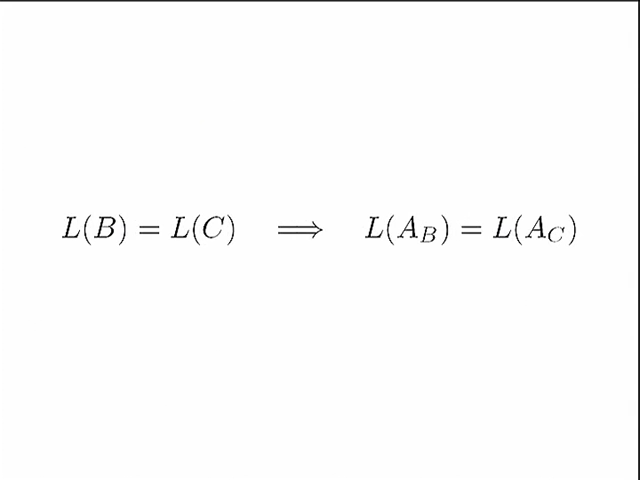 L(B) = L(C) ⟹ L(A_B) = L(A_C)